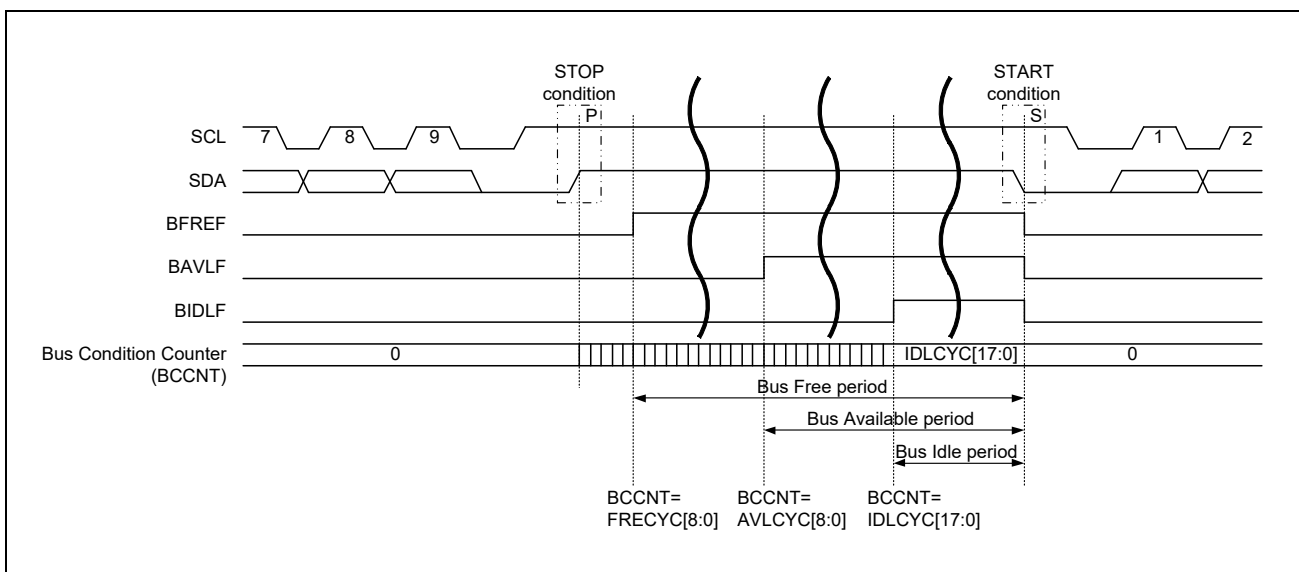 STOP
condition
START
condition
P
S
SCL
7
8
9
1
2
SDA
BFREF
BAVLF
BIDLF
Bus Condition Counter
(BCCNT)
0
IDLCYC[17:0]
0
Bus Free period
Bus Available period
Bus Idle period
BCCNT=
FRECYC[8:0]
BCCNT=
AVLCYC[8:0]
BCCNT=
IDLCYC[17:0]